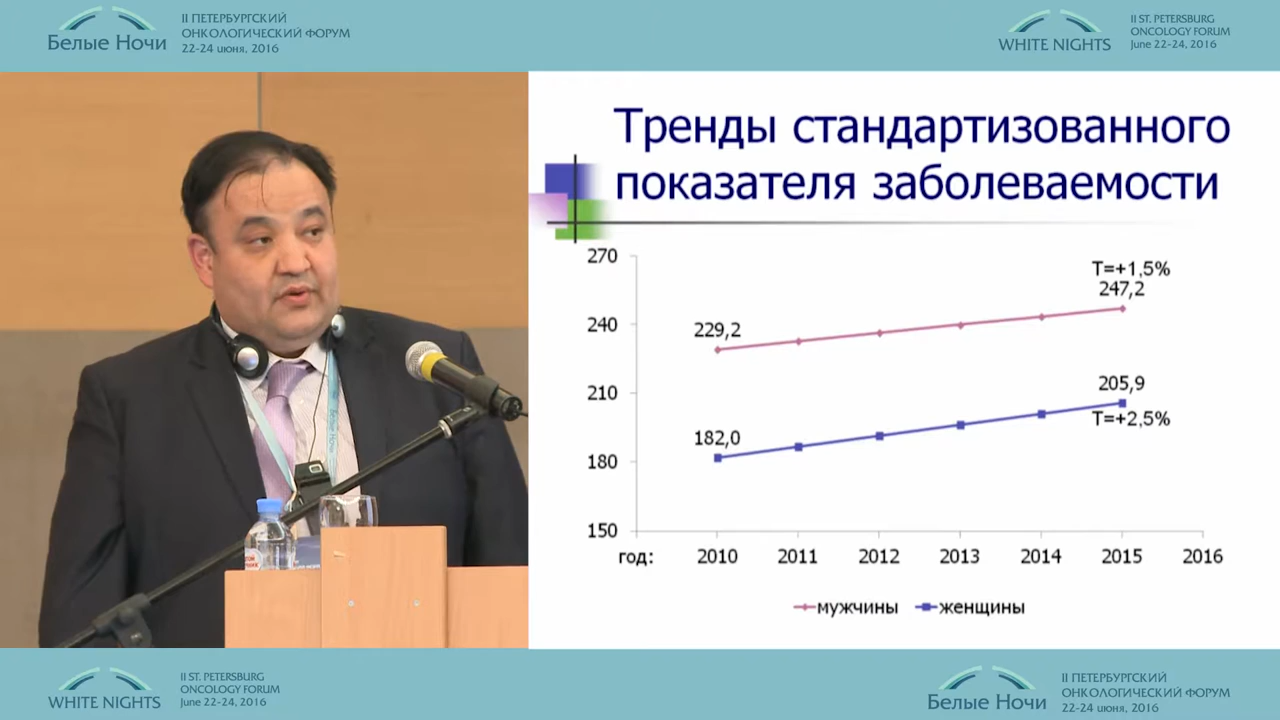 Белые Ночи
II ПЕТЕРБУРГСКИЙ
ОНКОЛОГИЧЕСКИЙ ФОРУМ
22-24 июня, 2016
WHITE NIGHTS
II ST. PETERSBURG
ONCOLOGY FORUM
June 22-24, 2016
Тренды стандартизованного
показателя заболеваемости
270
240
210
180
150
T=+1,5%
247,2
229,2
205,9
T=+2,5%
182,0
год: 2010 2011 2012 2013 2014 2015 2016
мужчины женщины
WHITE NIGHTS
II ST. PETERSBURG
ONCOLOGY FORUM
June 22-24, 2016
Белые Ночи
II ПЕТЕРБУРГСКИЙ
ОНКОЛОГИЧЕСКИЙ ФОРУМ
22-24 июня, 2016